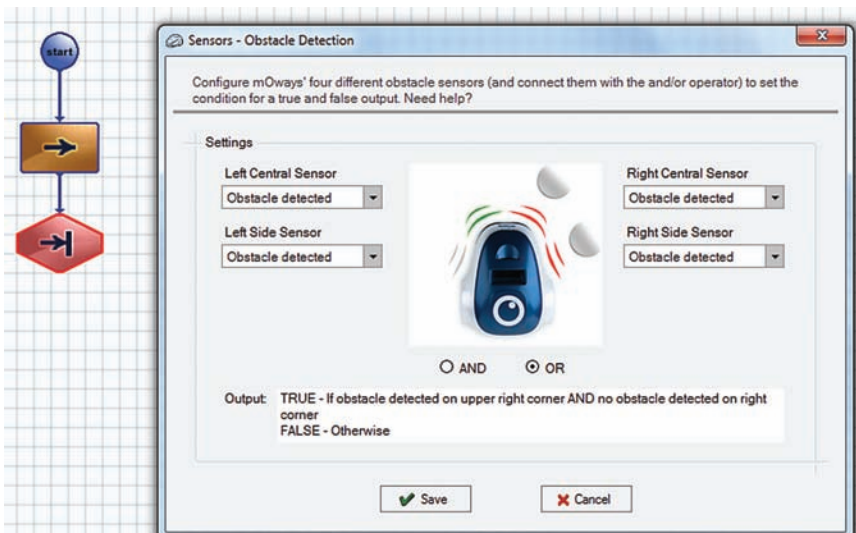 start
Sensors - Obstacle Detection
Configure mOways' four different obstacle sensors (and connect them with the and/or operator) to set the
condition for a true and false output. Need help?
Settings
Left Central Sensor
Obstacle detected
Left Side Sensor
Obstacle detected
Right Central Sensor
Obstacle detected
Right Side Sensor
Obstacle detected
AND
OR
Output: TRUE - If obstacle detected on upper right corner AND no obstacle detected on right
corner
FALSE - Otherwise
Save
Cancel